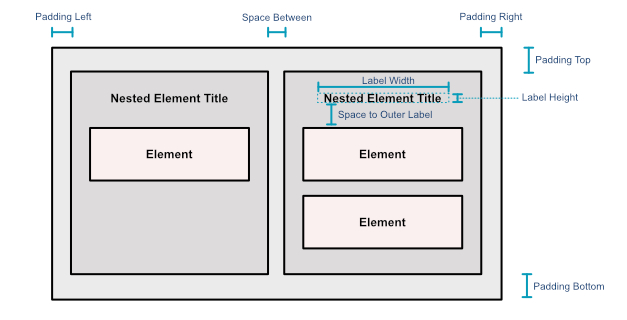 Padding Left
Space Between
Padding Right
Padding Top
Label Width
Nested Element Title
Nested Element Title
Label Height
Space to Outer Label
Element
Element
Element
Padding Bottom